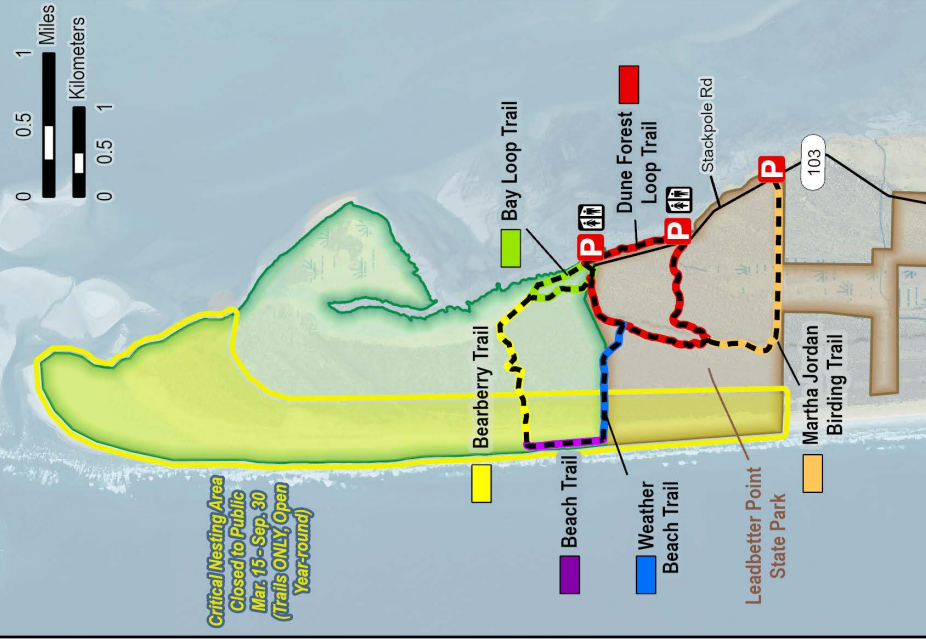 0 0.5 1 Miles
0 0.5 1 Kilometers
Critical Nesting Area
Closed to Public
Mar. 15 - Sep. 30
(Trails ONLY, Open
Year-round)
Bearberry Trail
Bay Loop Trail
Beach Trail
Dune Forest
Loop Trail
Weather
Beach Trail
Stackpole Rd
P
P
P
103
Leadbetter Point
State Park
Martha Jordan
Birding Trail